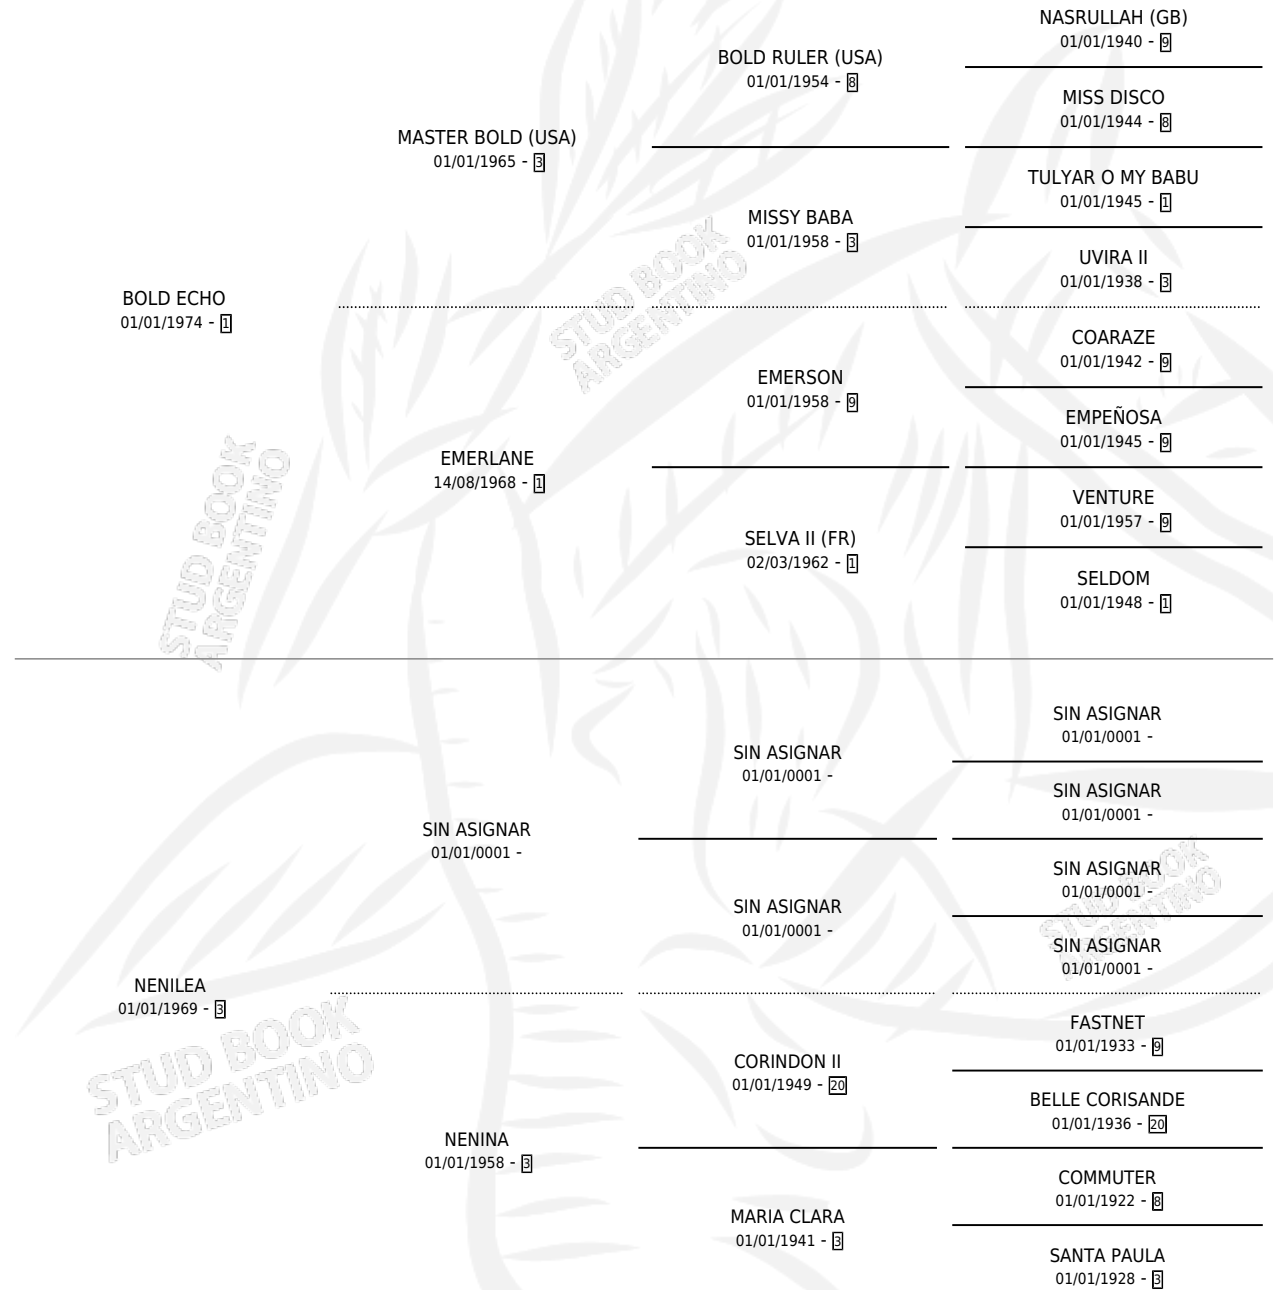 NASRULLAH (GB)
01/01/1940 - 9
BOLD RULER (USA)
01/01/1954 - 8
MISS DISCO
01/01/1944 - 8
MASTER BOLD (USA)
01/01/1965 - 3
TULYAR O MY BABU
01/01/1945 - 1
MISSY BABA
01/01/1958 - 3
UVIRA II
01/01/1938 - 3
BOLD ECHO
01/01/1974 - 1
COARAZE
01/01/1942 - 9
EMERSON
01/01/1958 - 9
EMPEÑOSA
01/01/1945 - 9
EMERLANE
14/08/1968 - 1
VENTURE
01/01/1957 - 9
SELVA II (FR)
02/03/1962 - 1
SELDOM
01/01/1948 - 1
STUD BOOK
ARGENTINO
STUD BOOK
ARGENTINO
SIN ASIGNAR
01/01/0001 -
SIN ASIGNAR
01/01/0001 -
SIN ASIGNAR
01/01/0001 -
SIN ASIGNAR
01/01/0001 -
SIN ASIGNAR
01/01/0001 -
SIN ASIGNAR
01/01/0001 -
SIN ASIGNAR
01/01/0001 -
STUD BOOK
ARGENTINO
NENILEA
01/01/1969 - 3
FASTNET
01/01/1933 - 9
CORINDON II
01/01/1949 - 20
BELLE CORISANDE
01/01/1936 - 20
NENINA
01/01/1958 - 3
COMMUTER
01/01/1922 - 8
MARIA CLARA
01/01/1941 - 3
SANTA PAULA
01/01/1928 - 3
STUD BOOK
ARGENTINO